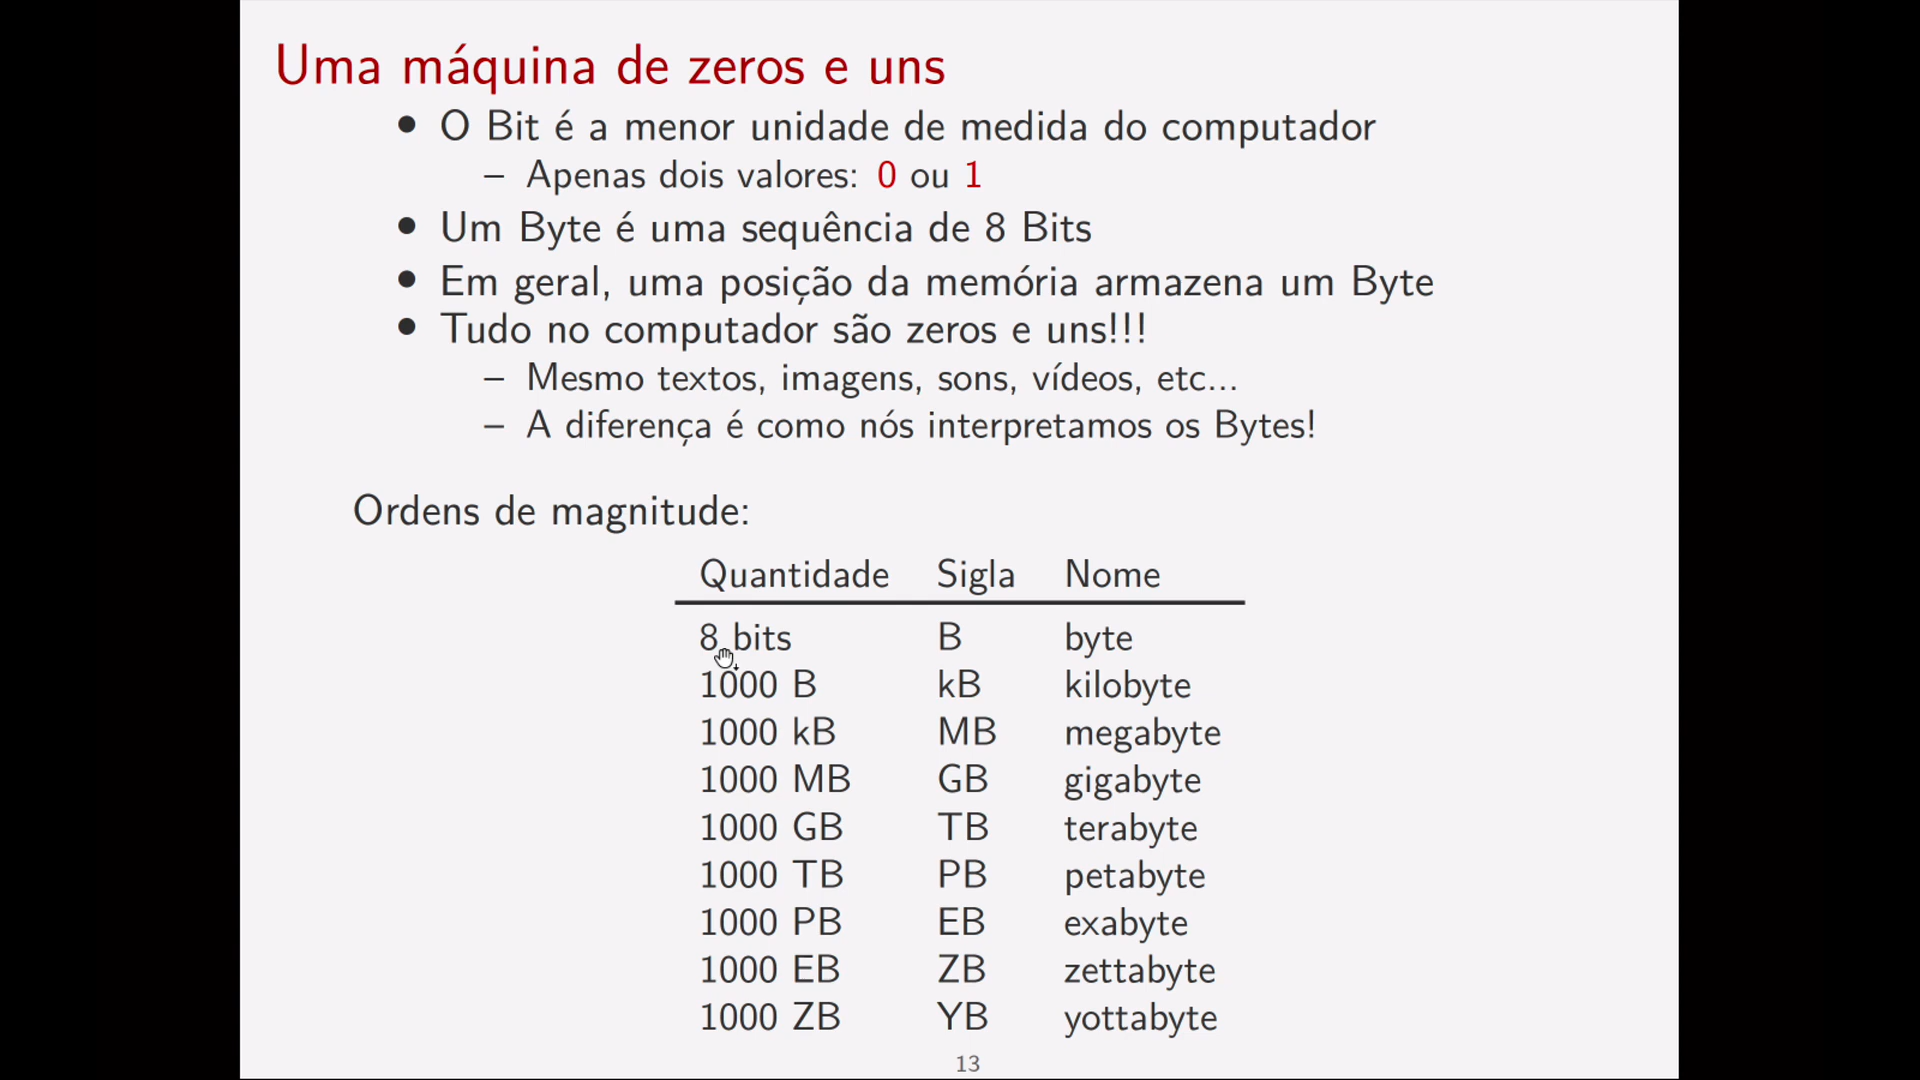 Uma máquina de zeros e uns
• O Bit é a menor unidade de medida do computador
– Apenas dois valores: 0 ou 1
• Um Byte é uma sequência de 8 Bits
• Em geral, uma posição da memória armazena um Byte
• Tudo no computador são zeros e uns!!!
– Mesmo textos, imagens, sons, vídeos, etc...
– A diferença é como nós interpretamos os Bytes!
Ordens de magnitude:
Quantidade Sigla Nome
8 bits B byte
1000 B kB kilobyte
1000 kB MB megabyte
1000 MB GB gigabyte
1000 GB TB terabyte
1000 TB PB petabyte
1000 PB EB exabyte
1000 EB ZB zettabyte
1000 ZB YB yottabyte
13